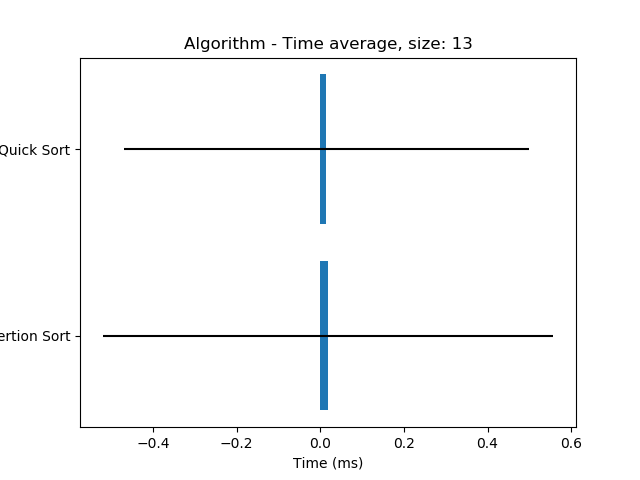 Algorithm - Time average, size: 13
Quick Sort
ertion Sort
−0.4 −0.2 0.0 0.2 0.4 0.6
Time (ms)